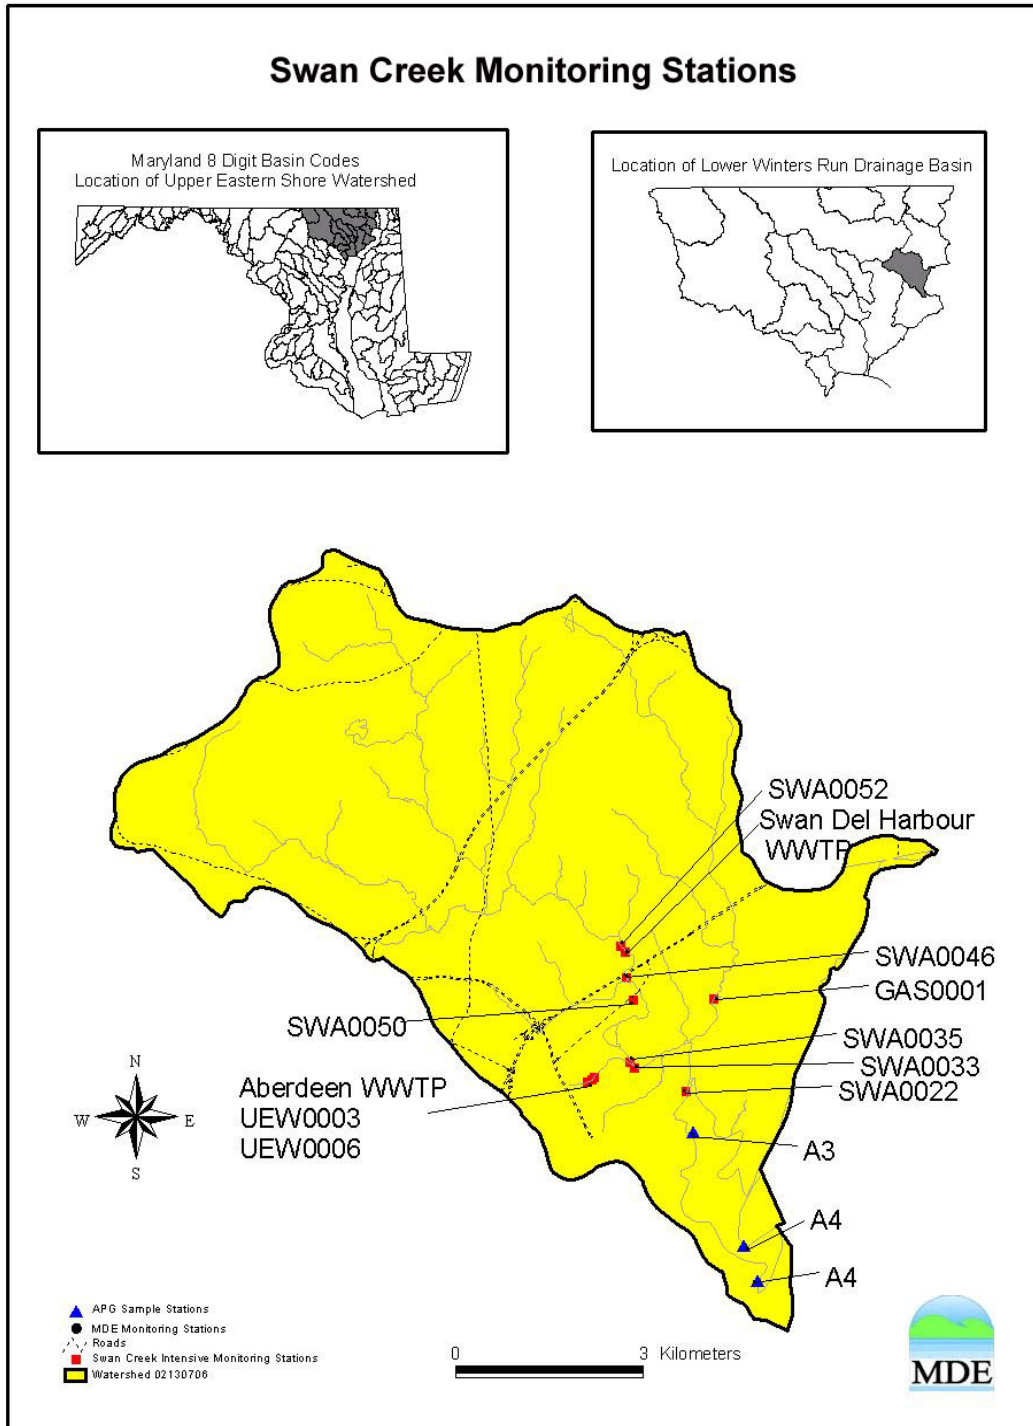 Swan Creek Monitoring Stations
Maryland 8 Digit Basin Codes
Location of Upper Eastern Shore Watershed
Location of Lower Winters Run Drainage Basin
SWA0052
Swan Del Harbour
WWTP
SWA0046
GAS0001
SWA0050
SWA0035
SWA0033
SWA0022
Aberdeen WWTP
UEW0003
UEW0006
A3
A4
A4
N
W
E
S
APG Sample Stations
MDE Monitoring Stations
Roads
Swan Creek Intensive Monitoring Stations
Watershed 02130706
0 3 Kilometers
MDE